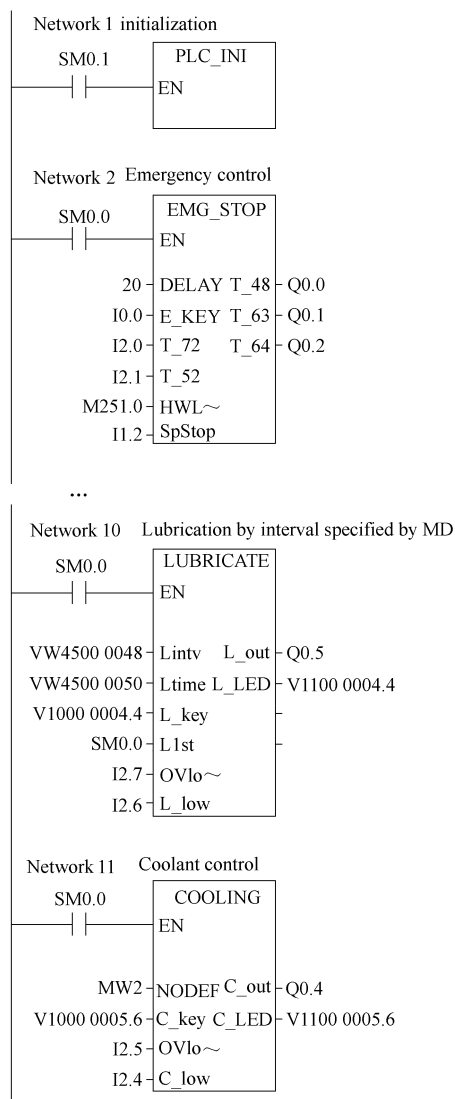 Network 1 initialization
SM0.1
PLC_INI
EN
Network 2 Emergency control
SM0.0
EMG_STOP
EN
20 DELAY T_48 Q0.0
I0.0 E_KEY T_63 Q0.1
I2.0 T_72 T_64 Q0.2
I2.1 T_52
M251.0 HWL~
I1.2 SpStop
...
Network 10 Lubrication by interval specified by MD
SM0.0
LUBRICATE
EN
VW4500 0048 Lintv L_out Q0.5
VW4500 0050 Ltime L_LED V1100 0004.4
V1000 0004.4 L_key
SM0.0 L1st
I2.7 OVlo~
I2.6 L_low
Network 11 Coolant control
SM0.0
COOLING
EN
MW2 NODEF C_out Q0.4
V1000 0005.6 C_key C_LED V1100 0005.6
I2.5 OVlo~
I2.4 C_low